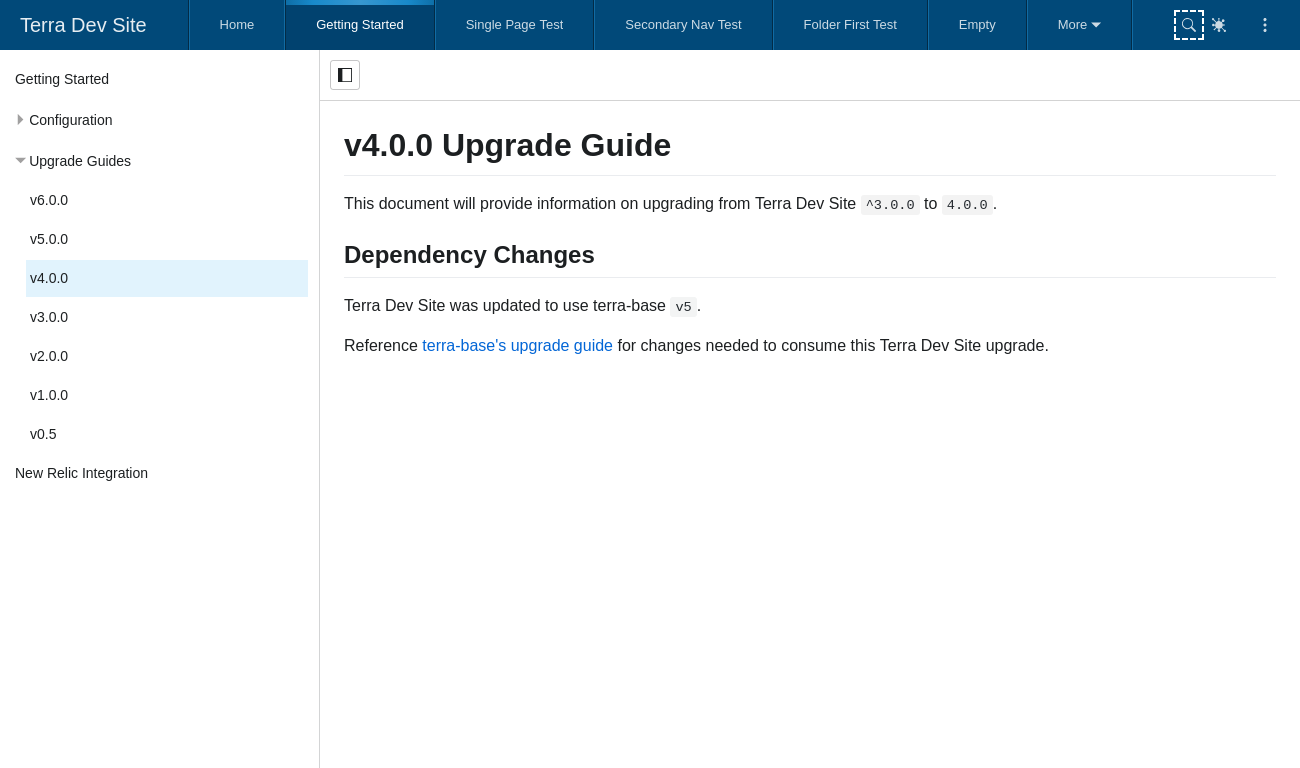 Terra Dev Site
Home
Getting Started
Single Page Test
Secondary Nav Test
Folder First Test
Empty
More
Getting Started
Configuration
Upgrade Guides
v6.0.0
v5.0.0
v4.0.0
v3.0.0
v2.0.0
v1.0.0
v0.5
New Relic Integration
v4.0.0 Upgrade Guide
This document will provide information on upgrading from Terra Dev Site ^3.0.0 to 4.0.0.
Dependency Changes
Terra Dev Site was updated to use terra-base v5.
Reference terra-base's upgrade guide for changes needed to consume this Terra Dev Site upgrade.